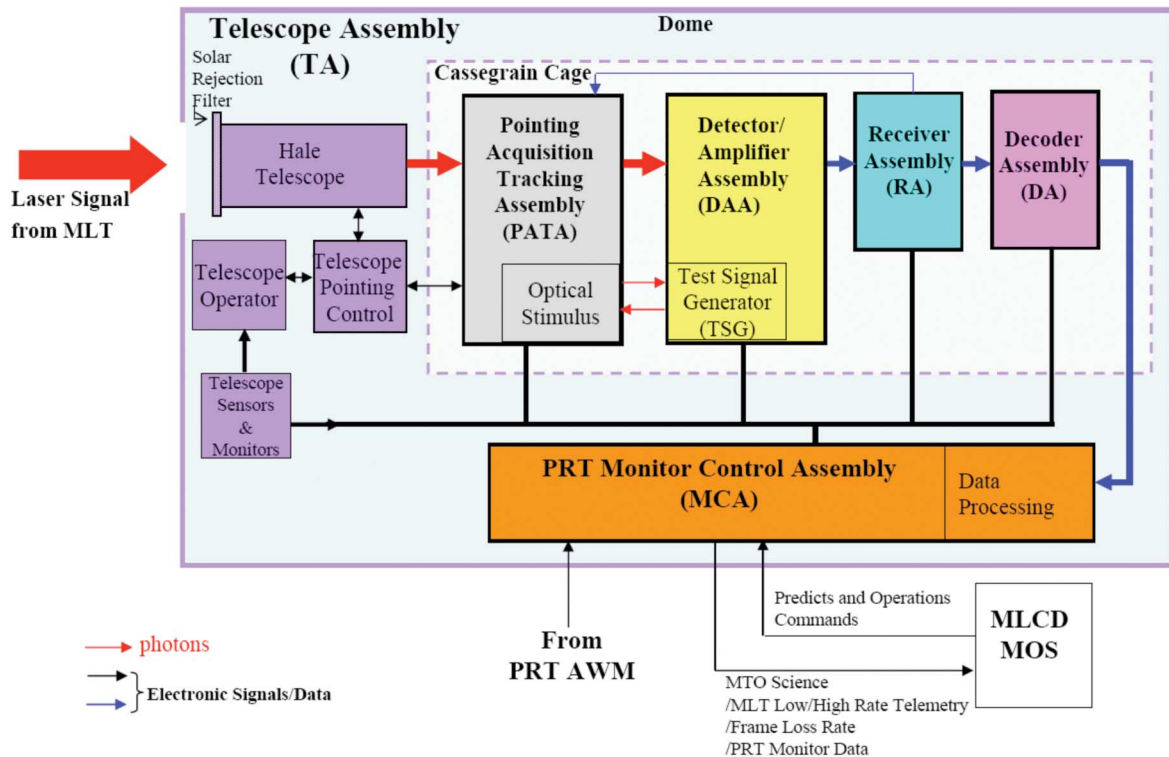 Telescope Assembly
(TA)
Dome
Solar
Rejection
Filter
Cassegrain Cage
Hale
Telescope
Laser Signal
from MLT
Pointing
Acquisition
Tracking
Assembly
(PATA)
Detector/
Amplifier
Assembly
(DAA)
Receiver
Assembly
(RA)
Decoder
Assembly
(DA)
Telescope
Operator
Telescope
Pointing
Control
Optical
Stimulus
Test Signal
Generator
(TSG)
Telescope
Sensors
&
Monitors
PRT Monitor Control Assembly
(MCA)
Data
Processing
Predicts and Operations
Commands
MLCD
MOS
From
PRT AWM
MTO Science
/MLT Low/High Rate Telemetry
/Frame Loss Rate
/PRT Monitor Data
photons
Electronic Signals/Data